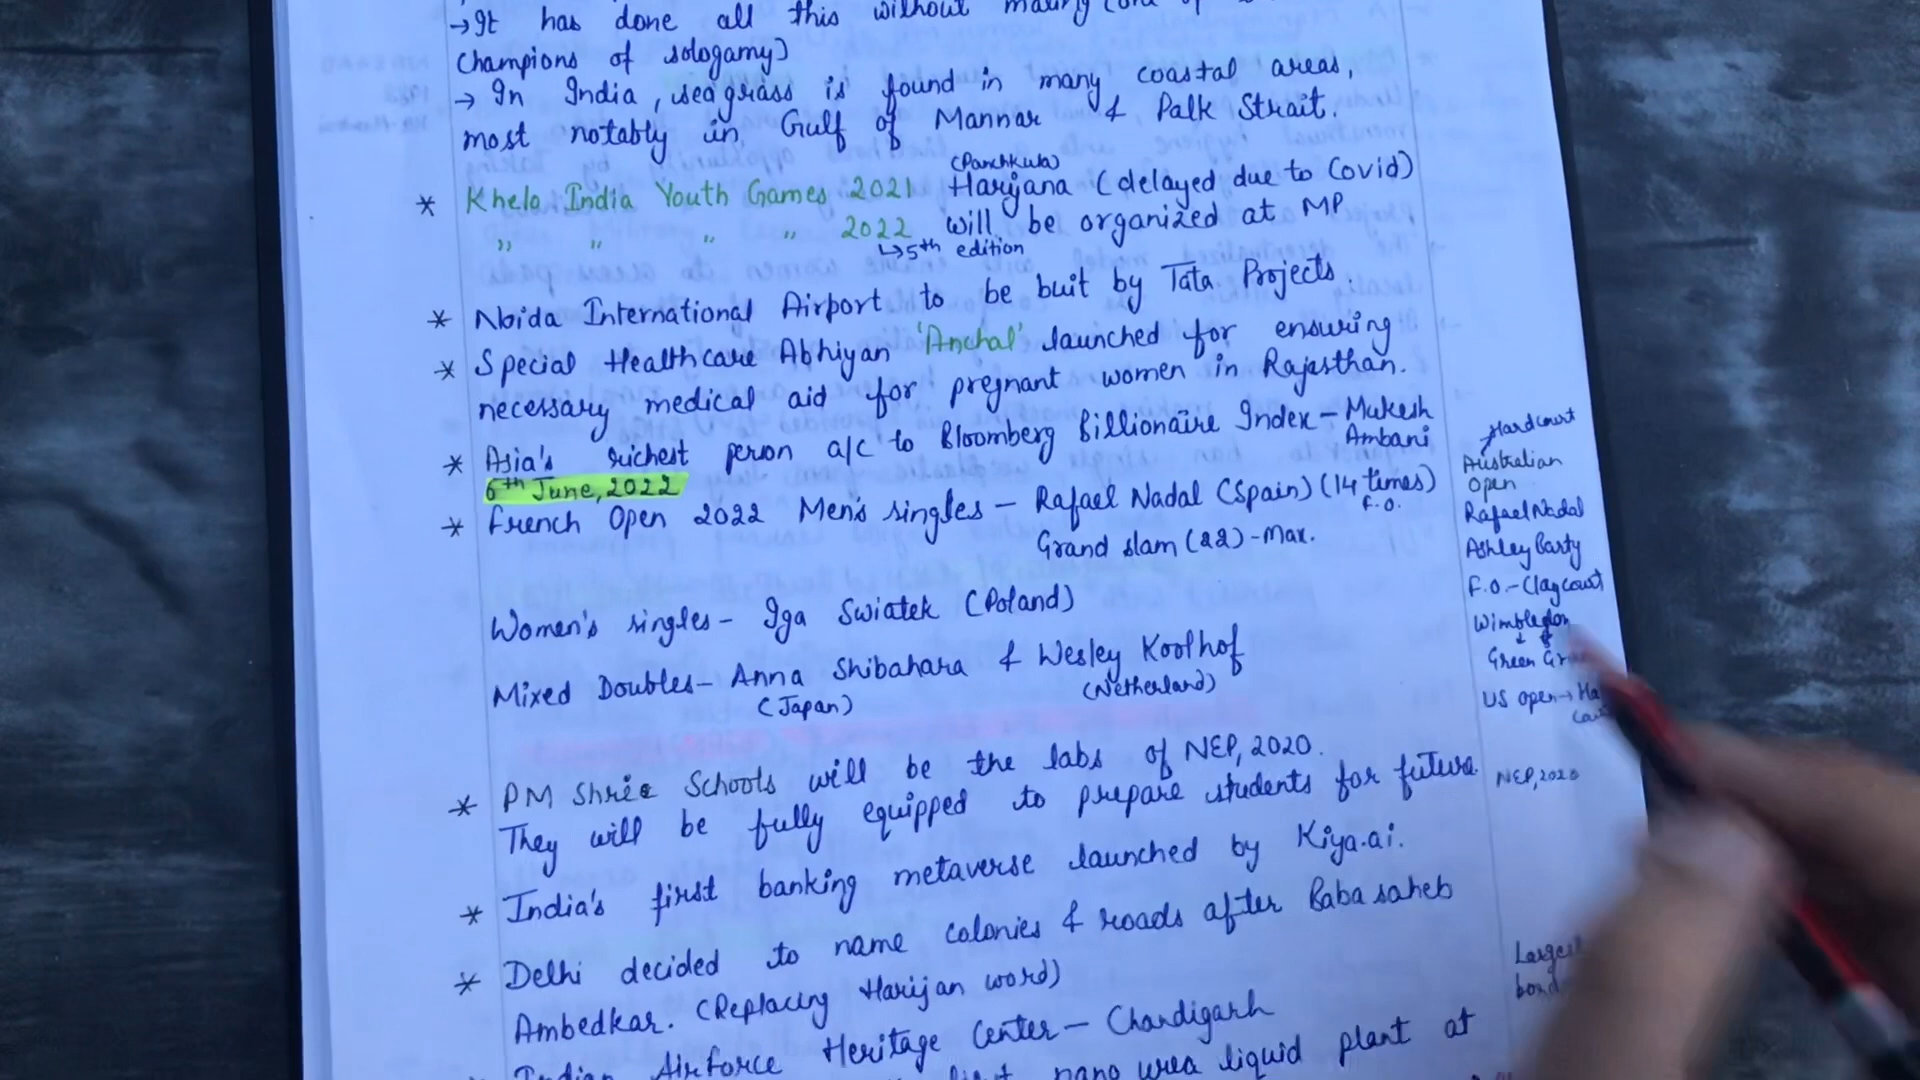 →It has done all this without
(champions of sologamy)
→ In India, seagrass is found in many coastal areas,
most notably in Gulf of Mannar & Palk Strait.
(Panchkula)
* Khelo India Youth Games 2021 Haryana (delayed due to Covid)
" " " " 2022 will be organized at MP
↳5th edition
* Noida International Airport to be buit by Tata Projects.
* Special Healthcare Abhiyan 'Anchal' launched for ensuring
necessary medical aid for pregnant women in Rajasthan.
* Asia's richest person a/c to Bloomberg Billionaire Index - Mukesh
Ambani
6th June, 2022
* French Open 2022 Men's singles - Rafael Nadal (Spain) (14 times)
F.O.
Grand slam (22) - Max.
Women's singles - Iga Swiatek (Poland)
Mixed Doubles - Anna Shibahara & Wesley Koolhof
(Japan) (Netherland)
* PM Shrie Schools will be the labs of NEP, 2020.
They will be fully equipped to prepare students for future
* India's first banking metaverse launched by Kiya.ai.
* Delhi decided to name colonies & roads after Babasaheb
Ambedkar. (Replacing Harijan word)
Indian Airforce Heritage Center - Chandigarh
nano urea liquid plant at
Hardcourt
Australian
Open
Rafael Nadal
Ashley Barty
F.O. - Claycourt
Wimbledon
Green
US open →
NEP, 2020